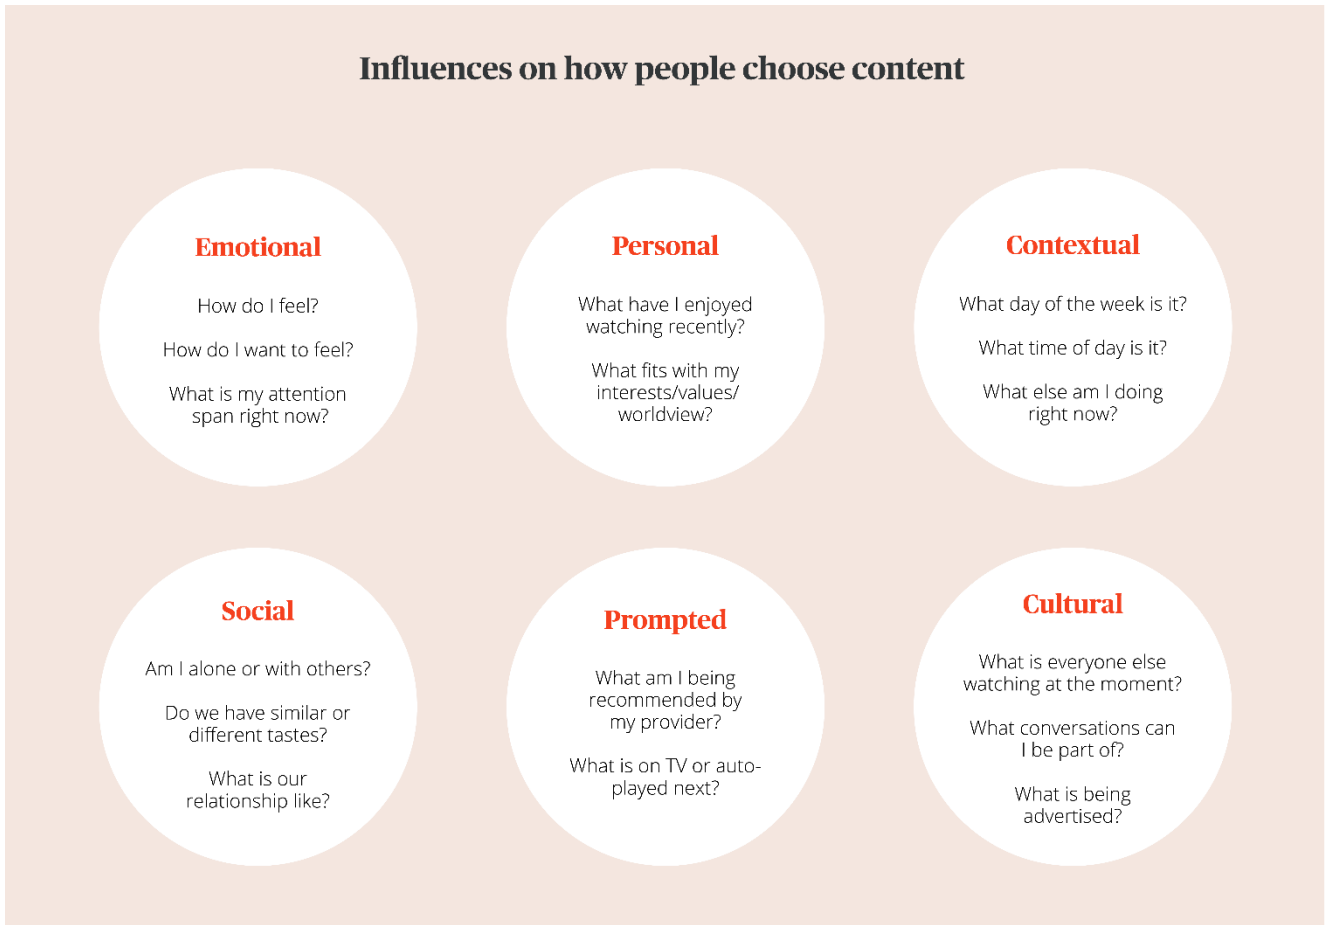 Influences on how people choose content
Emotional
How do I feel?
How do I want to feel?
What is my attention
span right now?
Personal
What have I enjoyed
watching recently?
What fits with my
interests/values/
worldview?
Contextual
What day of the week is it?
What time of day is it?
What else am I doing
right now?
Social
Am I alone or with others?
Do we have similar or
different tastes?
What is our
relationship like?
Prompted
What am I being
recommended by
my provider?
What is on TV or auto-
played next?
Cultural
What is everyone else
watching at the moment?
What conversations can
I be part of?
What is being
advertised?